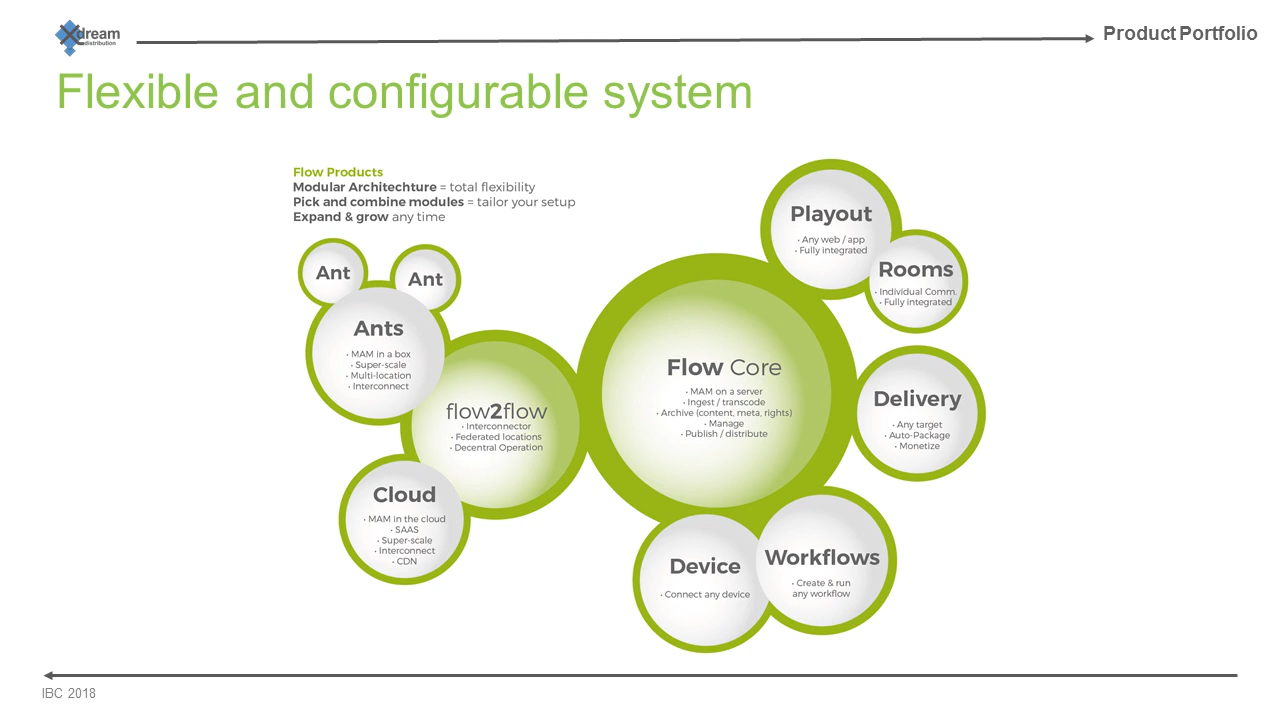 Xdream
distribution
Product Portfolio
Flexible and configurable system
Flow Products
Modular Architechture = total flexibility
Pick and combine modules = tailor your setup
Expand & grow any time
Ant
Ant
Ants
• MAM in a box
• Super-scale
• Multi-location
• Interconnect
flow2flow
• Interconnector
• Federated locations
• Decentral Operation
Cloud
• MAM in the cloud
• SAAS
• Super-scale
• Interconnect
• CDN
Flow Core
• MAM on a server
• Ingest / transcode
• Archive (content, meta, rights)
• Manage
• Publish / distribute
Playout
• Any web / app
• Fully integrated
Rooms
• Individual Comm.
• Fully integrated
Delivery
• Any target
• Auto-Package
• Monetize
Device
• Connect any device
Workflows
• Create & run
any workflow
IBC 2018